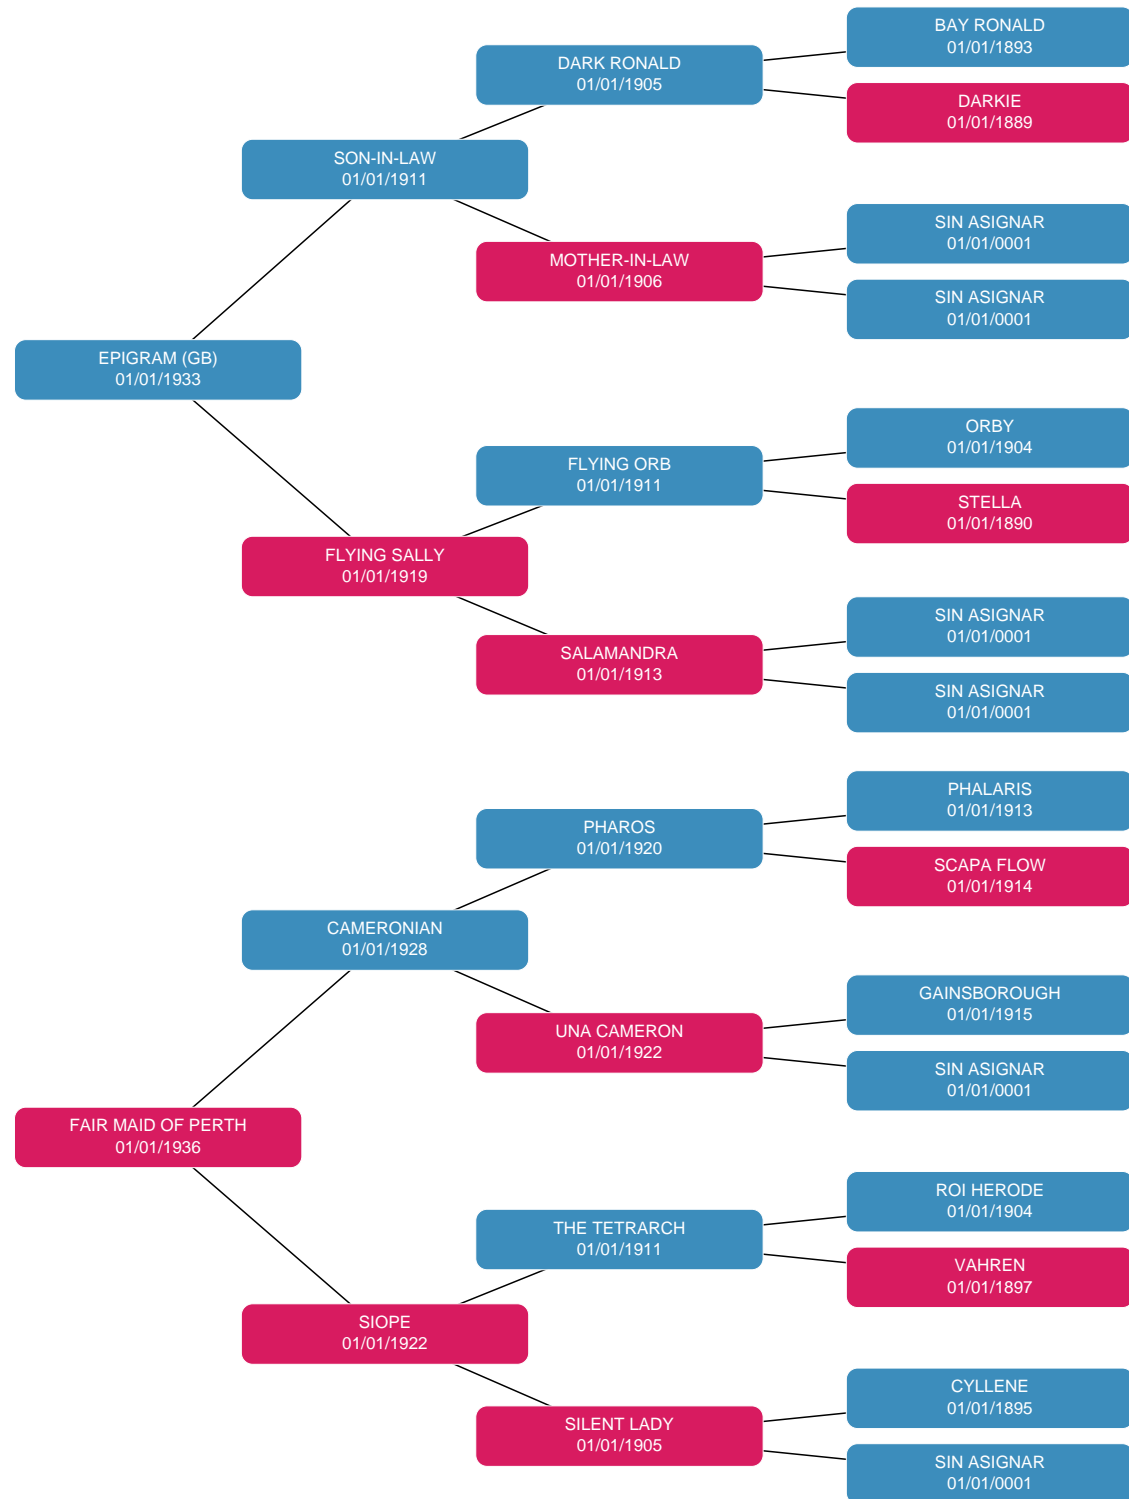 BAY RONALD
01/01/1893
DARK RONALD
01/01/1905
DARKIE
01/01/1889
SON-IN-LAW
01/01/1911
SIN ASIGNAR
01/01/0001
MOTHER-IN-LAW
01/01/1906
SIN ASIGNAR
01/01/0001
EPIGRAM (GB)
01/01/1933
ORBY
01/01/1904
FLYING ORB
01/01/1911
STELLA
01/01/1890
FLYING SALLY
01/01/1919
SIN ASIGNAR
01/01/0001
SALAMANDRA
01/01/1913
SIN ASIGNAR
01/01/0001
PHALARIS
01/01/1913
PHAROS
01/01/1920
SCAPA FLOW
01/01/1914
CAMERONIAN
01/01/1928
GAINSBOROUGH
01/01/1915
UNA CAMERON
01/01/1922
SIN ASIGNAR
01/01/0001
FAIR MAID OF PERTH
01/01/1936
ROI HERODE
01/01/1904
THE TETRARCH
01/01/1911
VAHREN
01/01/1897
SIOPE
01/01/1922
CYLLENE
01/01/1895
SILENT LADY
01/01/1905
SIN ASIGNAR
01/01/0001